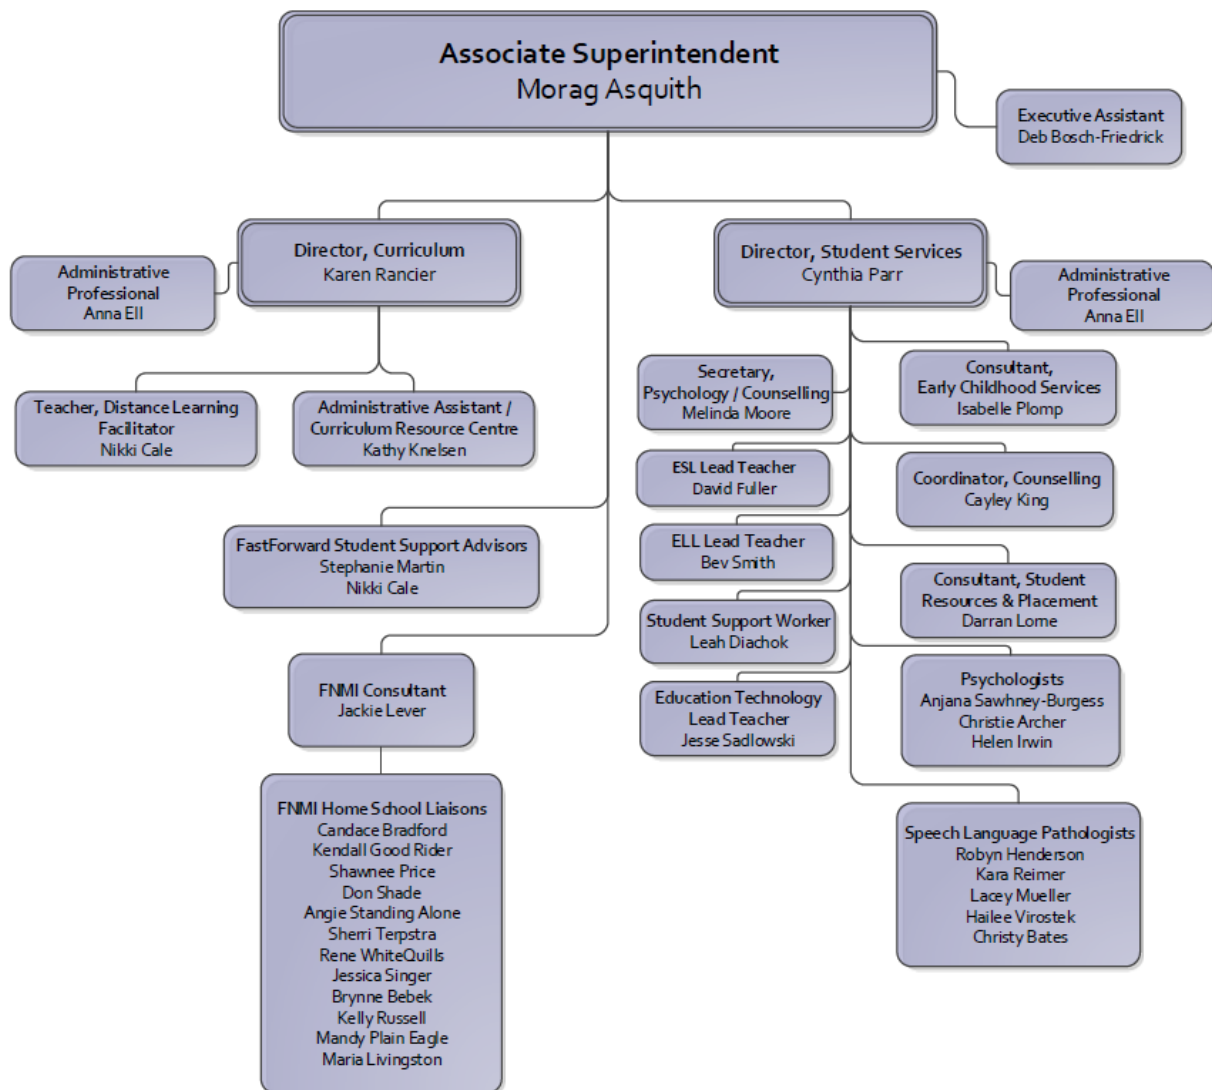 Associate Superintendent
Morag Asquith
Executive Assistant
Deb Bosch-Friedrick
Director, Curriculum
Karen Rancier
Administrative
Professional
Anna Ell
Teacher, Distance Learning
Facilitator
Nikki Cale
Administrative Assistant /
Curriculum Resource Centre
Kathy Knelsen
FastForward Student Support Advisors
Stephanie Martin
Nikki Cale
FNMI Consultant
Jackie Lever
FNMI Home School Liaisons
Candace Bradford
Kendall Good Rider
Shawnee Price
Don Shade
Angie Standing Alone
Sherri Terpstra
Rene WhiteQuills
Jessica Singer
Brynne Bebek
Kelly Russell
Mandy Plain Eagle
Maria Livingston
Director, Student Services
Cynthia Parr
Administrative
Professional
Anna Ell
Secretary,
Psychology / Counselling
Melinda Moore
ESL Lead Teacher
David Fuller
ELL Lead Teacher
Bev Smith
Student Support Worker
Leah Diachok
Education Technology
Lead Teacher
Jesse Sadlowski
Consultant,
Early Childhood Services
Isabelle Plomp
Coordinator, Counselling
Cayley King
Consultant, Student
Resources & Placement
Darran Lorne
Psychologists
Anjana Sawhney-Burgess
Christie Archer
Helen Irwin
Speech Language Pathologists
Robyn Henderson
Kara Reimer
Lacey Mueller
Hailee Virostek
Christy Bates